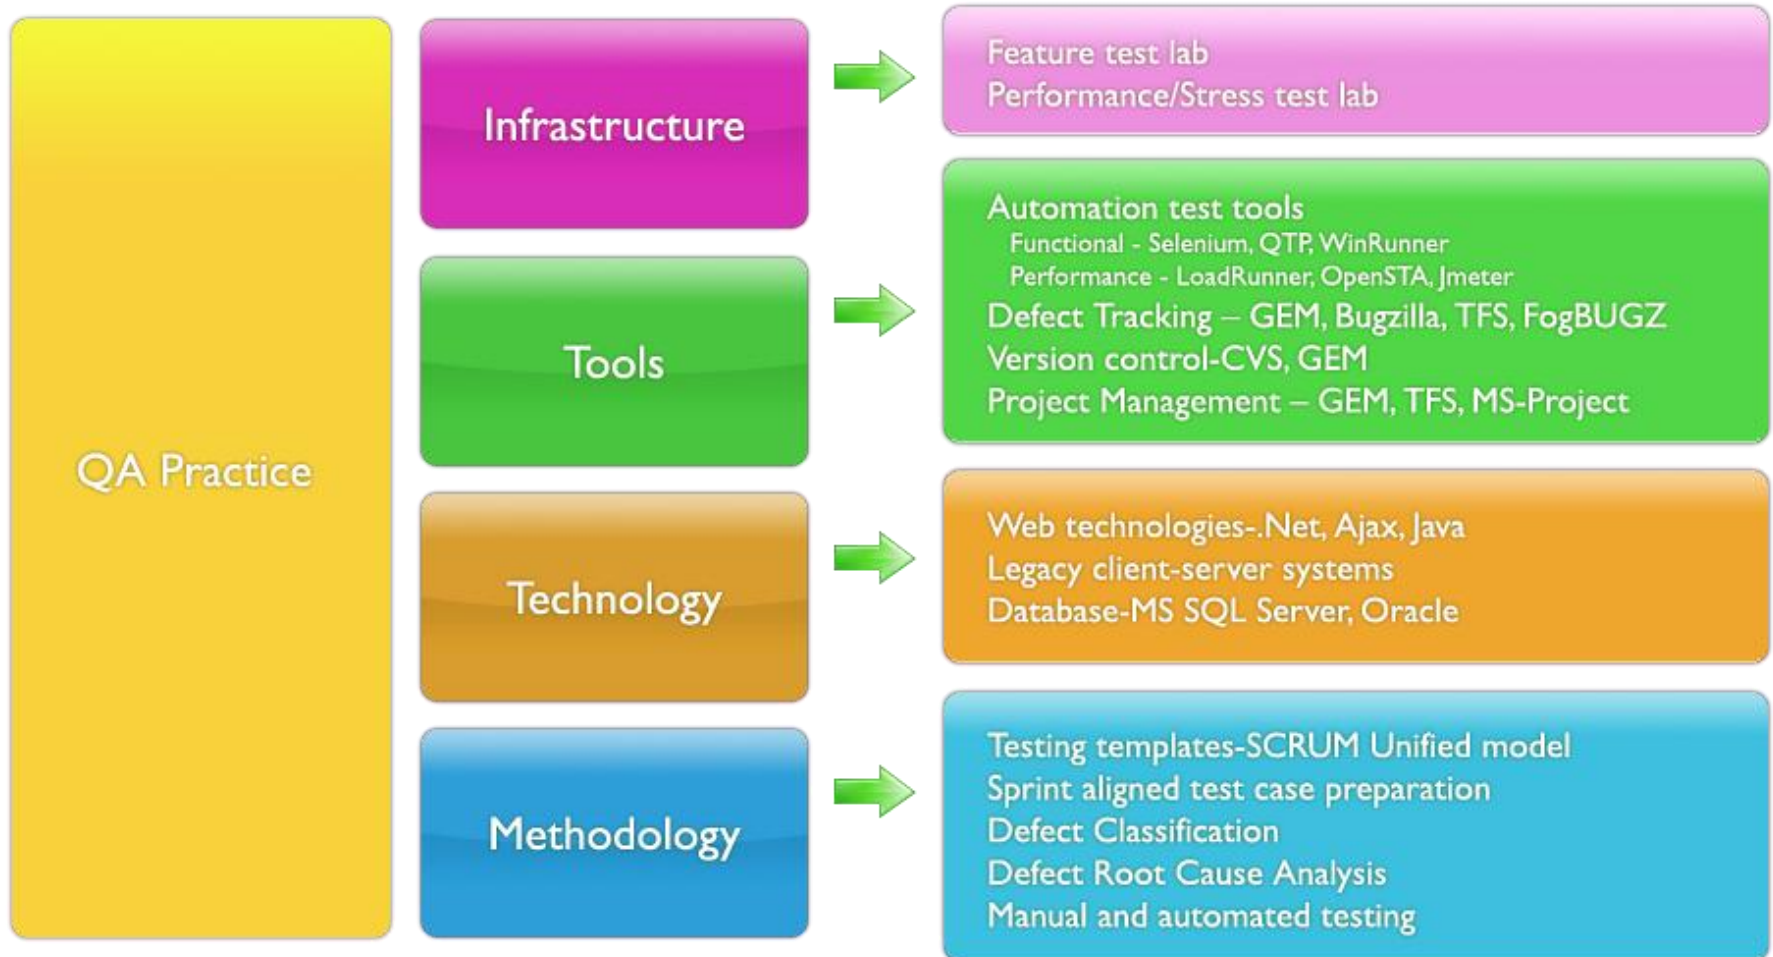 QA Practice
Infrastructure
Feature test lab
Performance/Stress test lab
Tools
Automation test tools
Functional - Selenium, QTP, WinRunner
Performance - LoadRunner, OpenSTA, Jmeter
Defect Tracking – GEM, Bugzilla, TFS, FogBUGZ
Version control-CVS, GEM
Project Management – GEM, TFS, MS-Project
Technology
Web technologies-.Net, Ajax, Java
Legacy client-server systems
Database-MS SQL Server, Oracle
Methodology
Testing templates-SCRUM Unified model
Sprint aligned test case preparation
Defect Classification
Defect Root Cause Analysis
Manual and automated testing